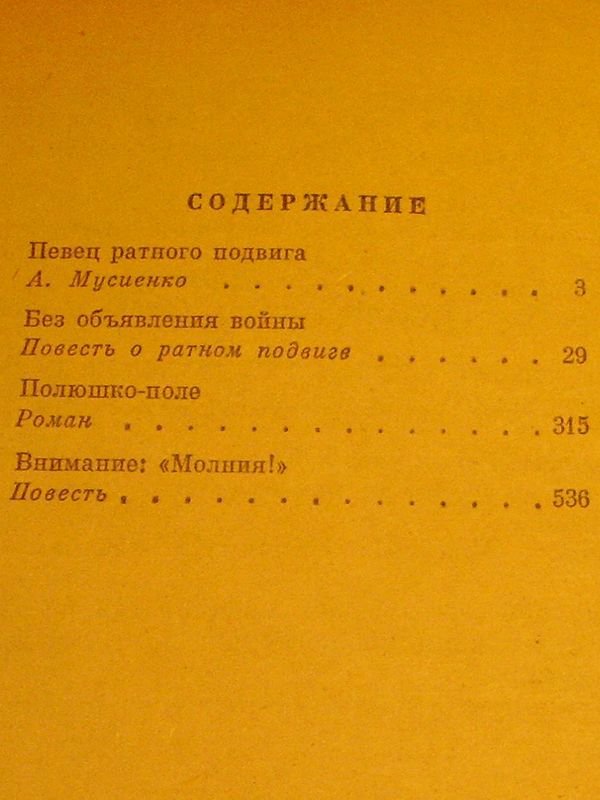 СОДЕРЖАНИЕ
Певец ратного подвига
А. Мусиенко . . . . . . . . . . . 3
Без объявления войны
Повесть о ратном подвиге . . . . . . 29
Полюшко-поле
Роман . . . . . . . . . . . . . . 315
Внимание: «Молния!»
Повесть . . . . . . . . . . . . . . 536